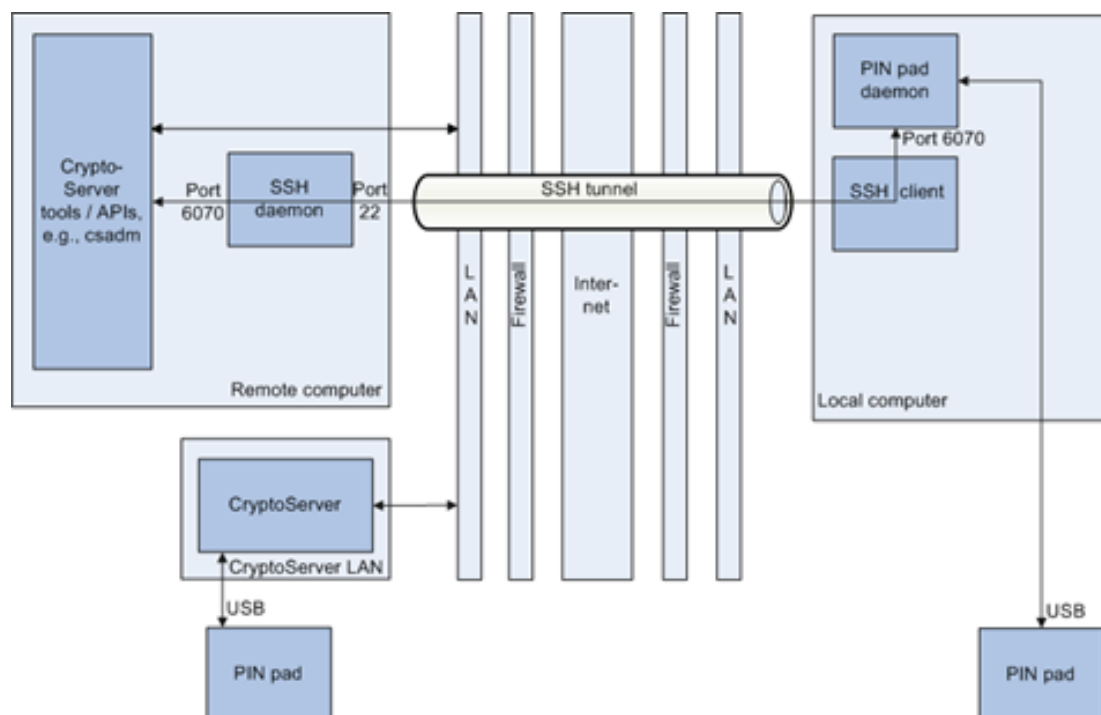 Crypto-
Server
tools / APIs,
e.g., csadm
Port
6070
SSH
daemon
Port
22
Remote computer
SSH tunnel
L
A
N
Firewall
Inter-
net
Firewall
L
A
N
PIN pad
daemon
Port 6070
SSH client
Local computer
CryptoServer
CryptoServer LAN
USB
PIN pad
USB
PIN pad